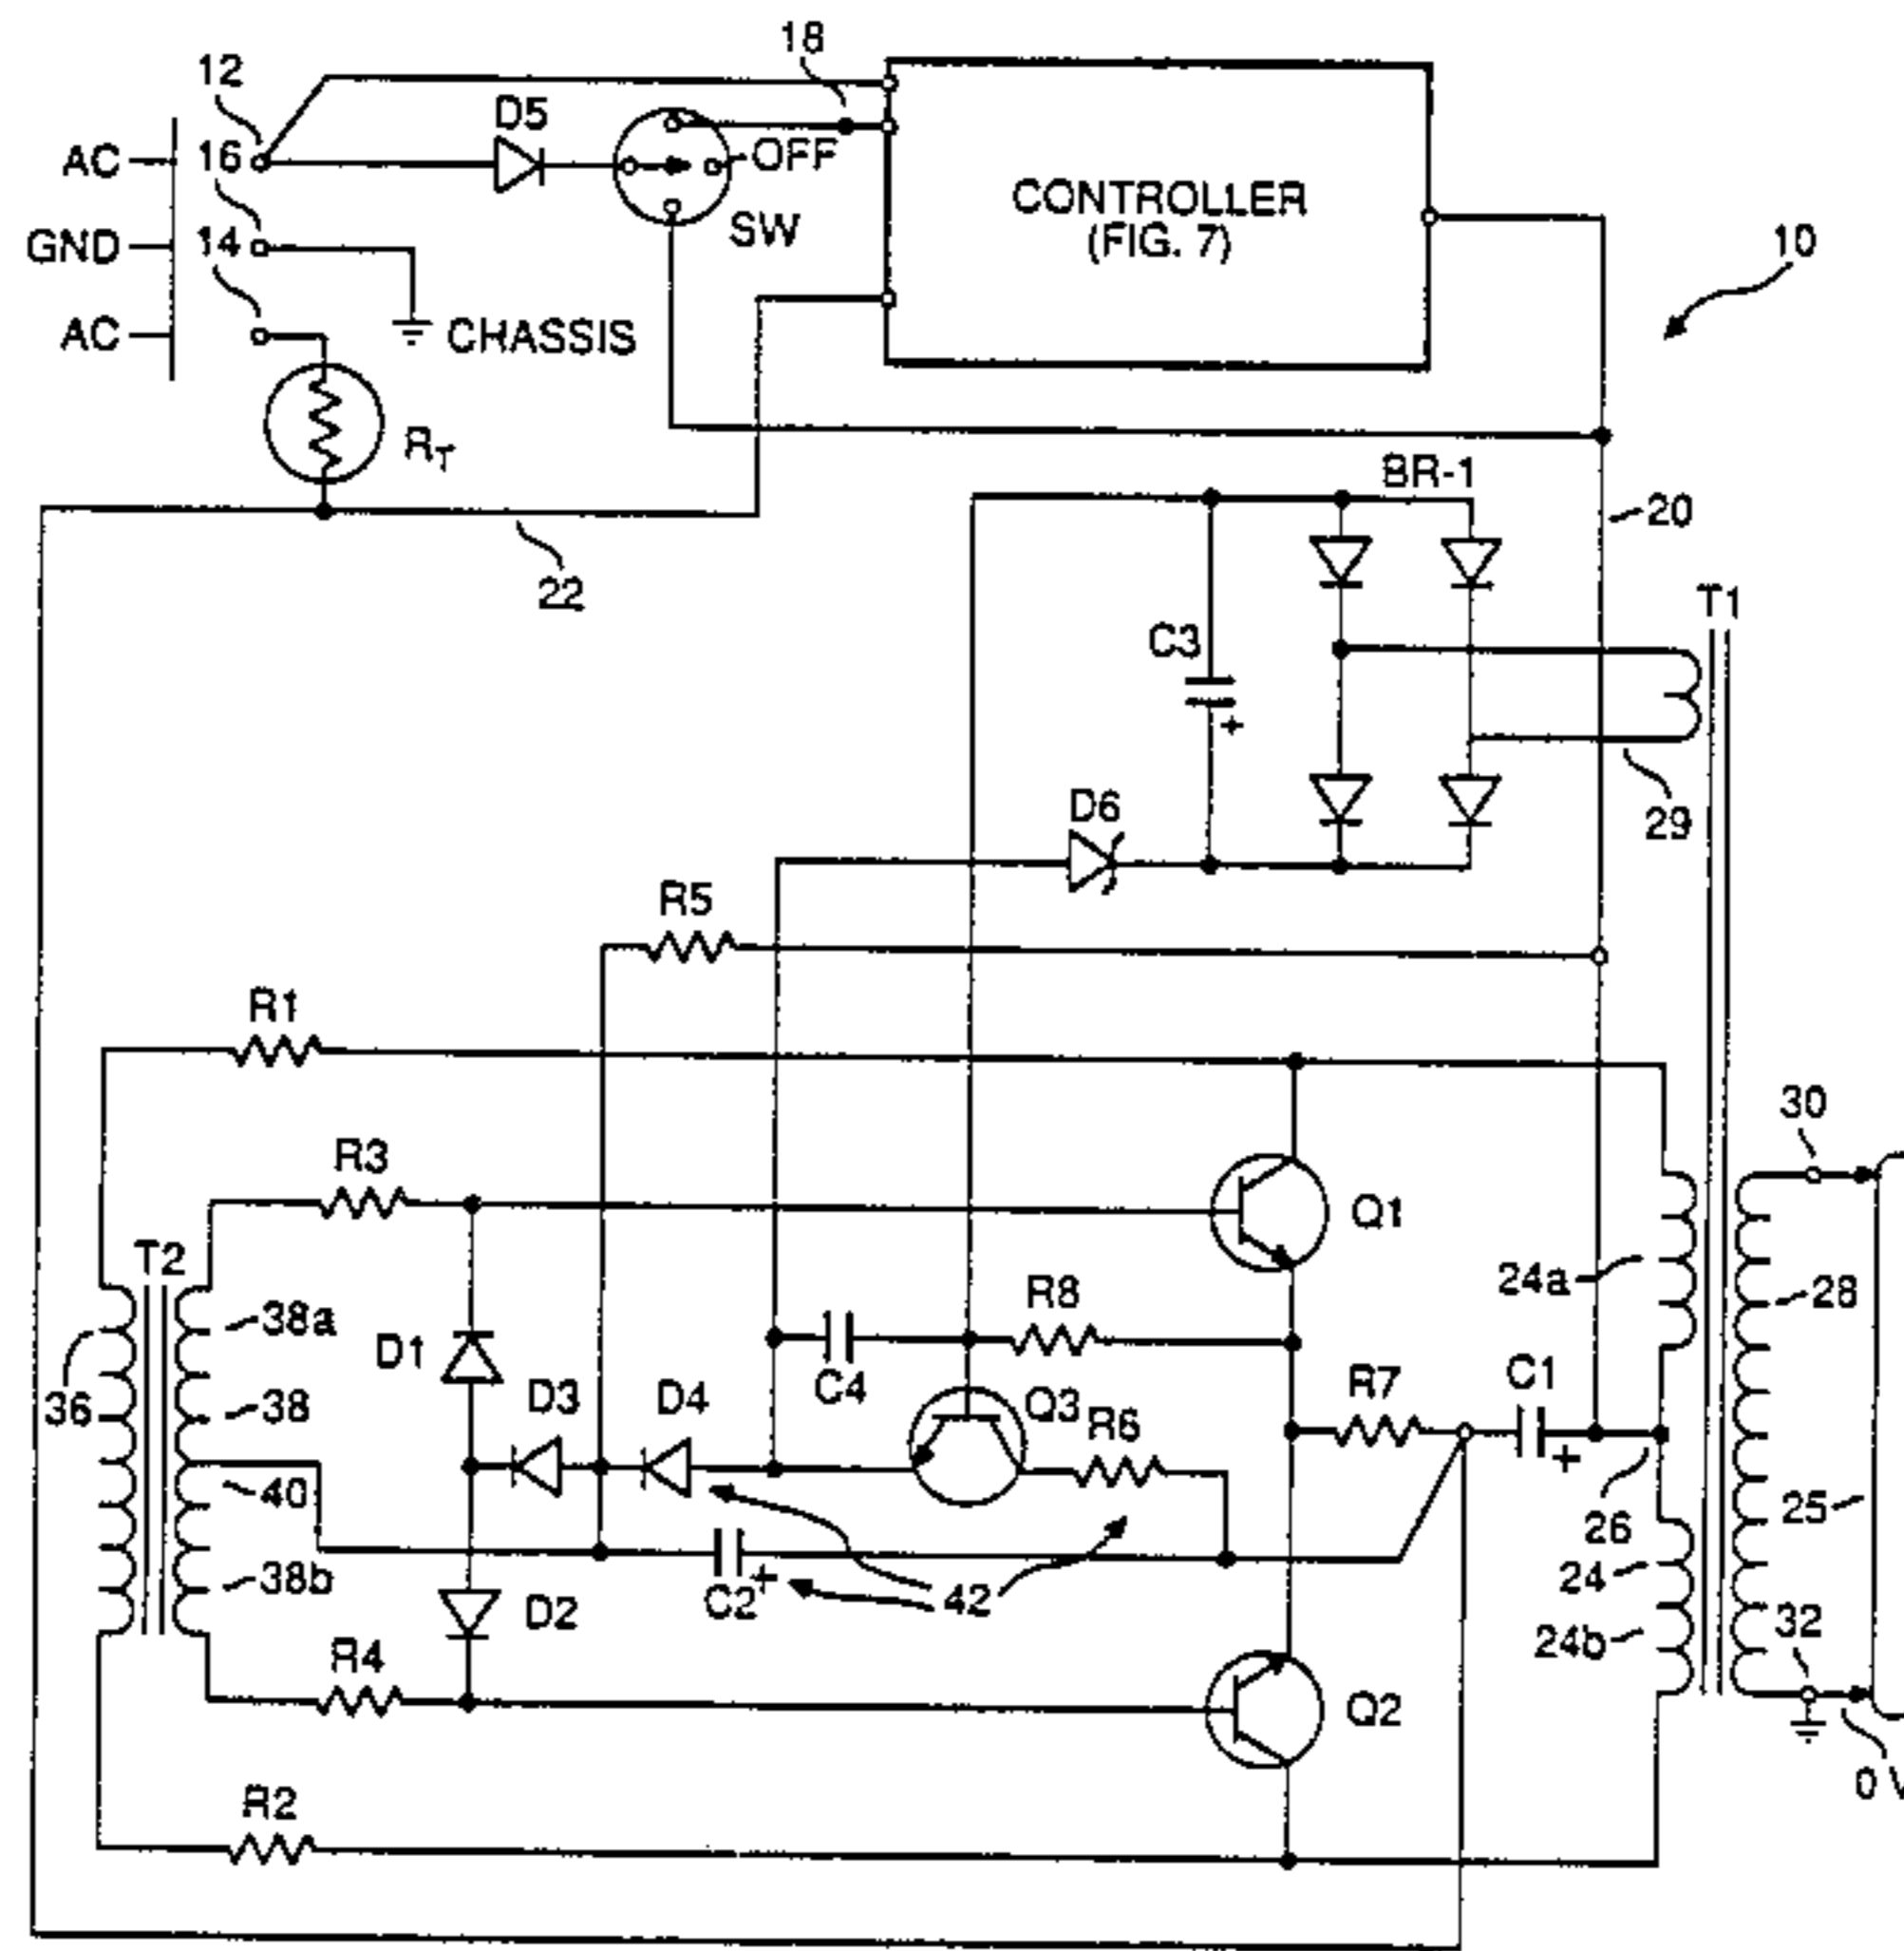 18
12
D5
AC
16
OFF
CONTROLLER
(FIG. 7)
SW
10
GND
14
AC
CHASSIS
RT
BR-1
20
22
T1
C3
29
D6
R5
R1
30
R3
Q1
T2
24a
28
38a
R8
D1
C4
C1
36
38
D3
D4
Q3
R6
R7
40
26
25
38b
24
C2
42
D2
32
24b
R4
Q2
0 V
R2